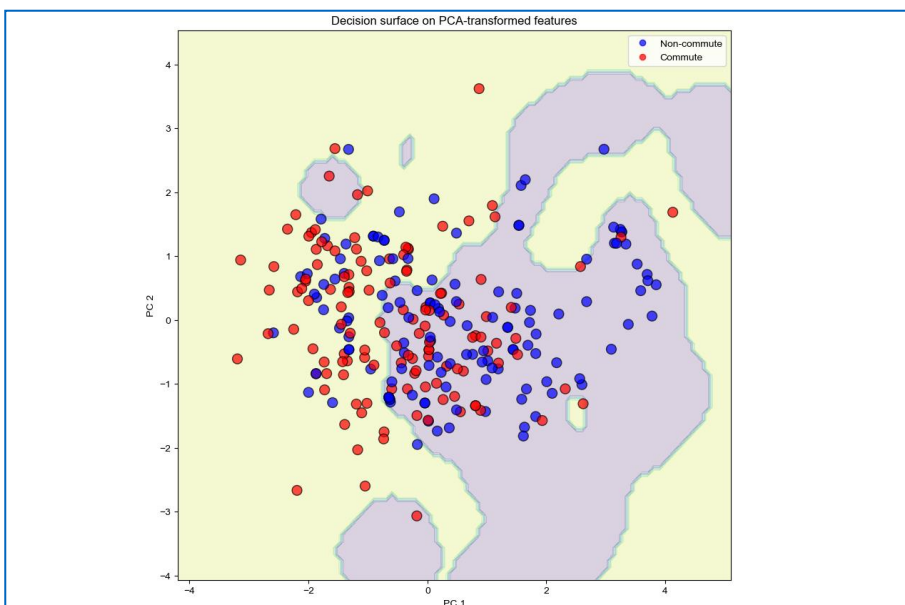 Decision surface on PCA-transformed features
Non-commute
Commute
4
3
2
1
0
−1
−2
−3
−4
PC 2
−4
−2
0
2
4
PC 1